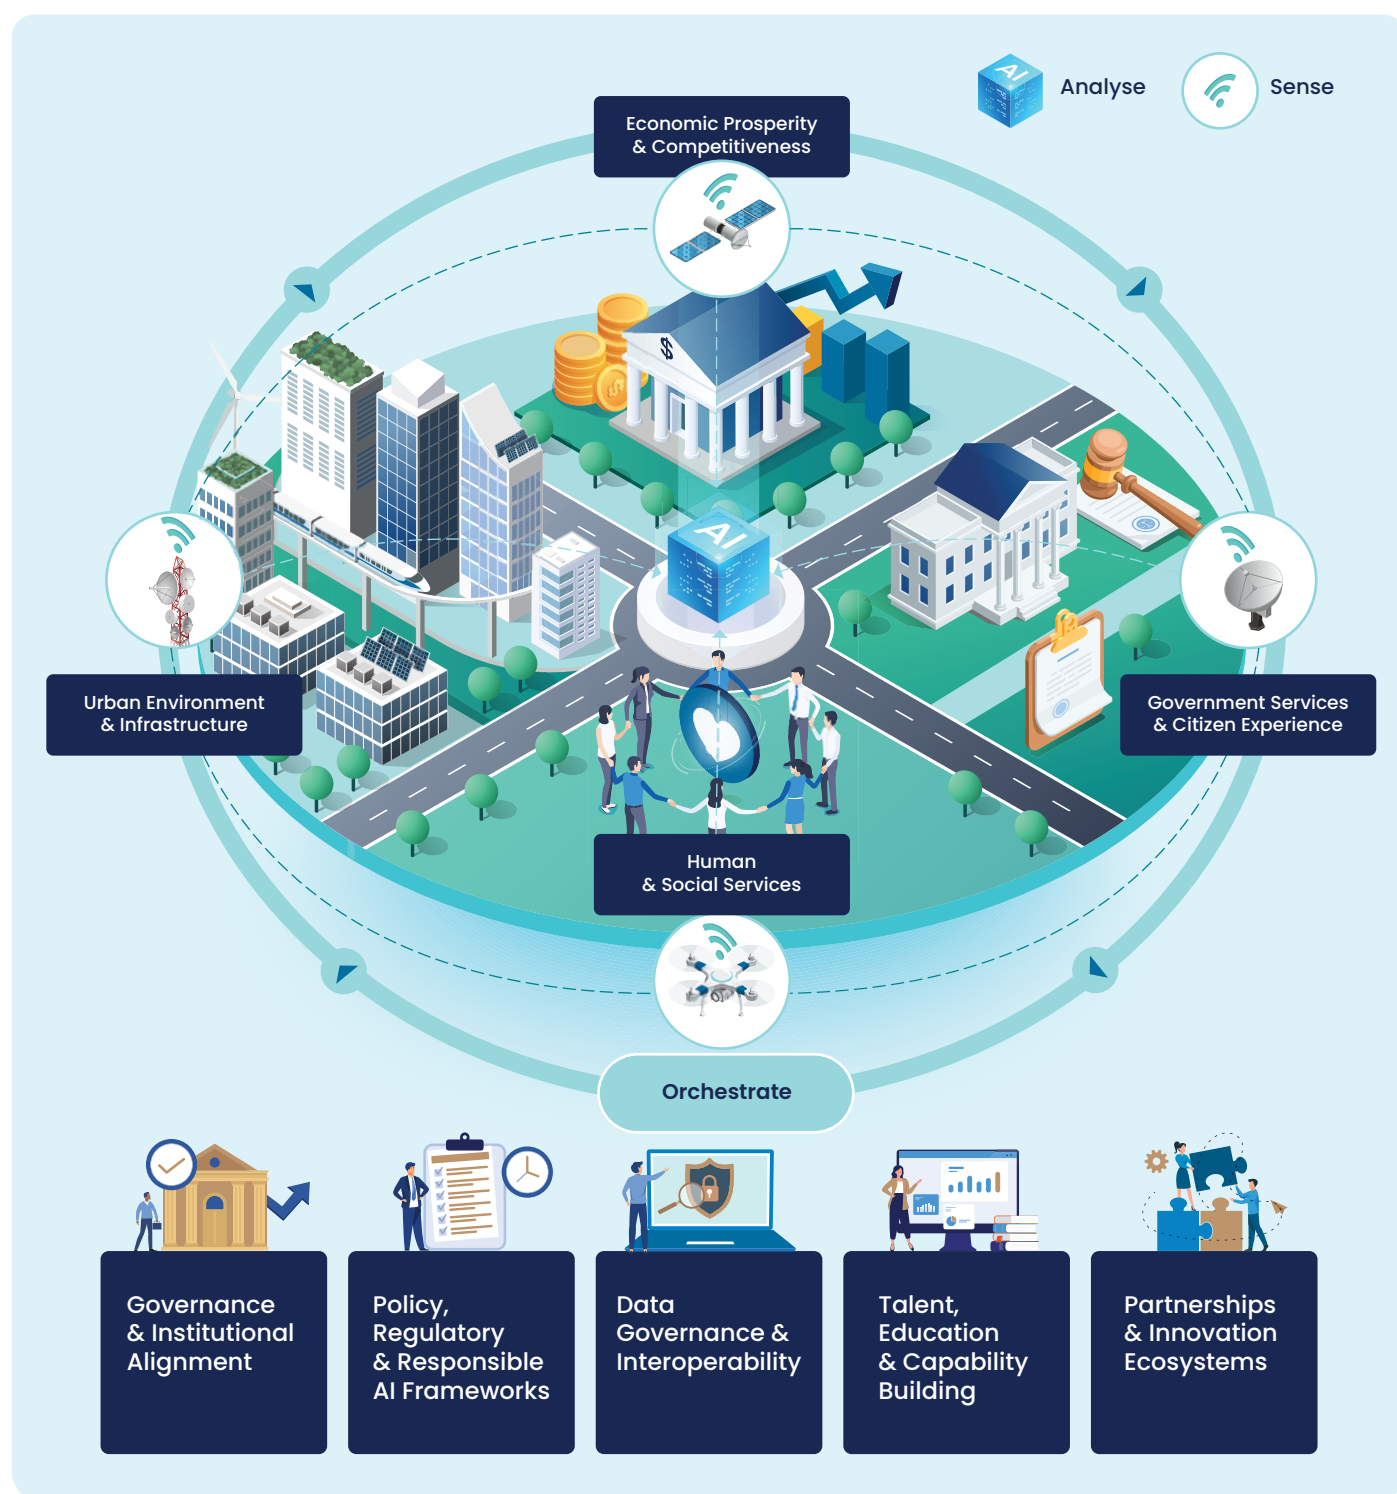 AI
Analyse
Sense
Economic Prosperity
& Competitiveness
$
$
AI
Urban Environment
& Infrastructure
Government Services
& Citizen Experience
Human
& Social Services
Orchestrate
Governance
& Institutional
Alignment
Policy,
Regulatory
& Responsible
AI Frameworks
Data
Governance &
Interoperability
Talent,
Education
& Capability
Building
Partnerships
& Innovation
Ecosystems